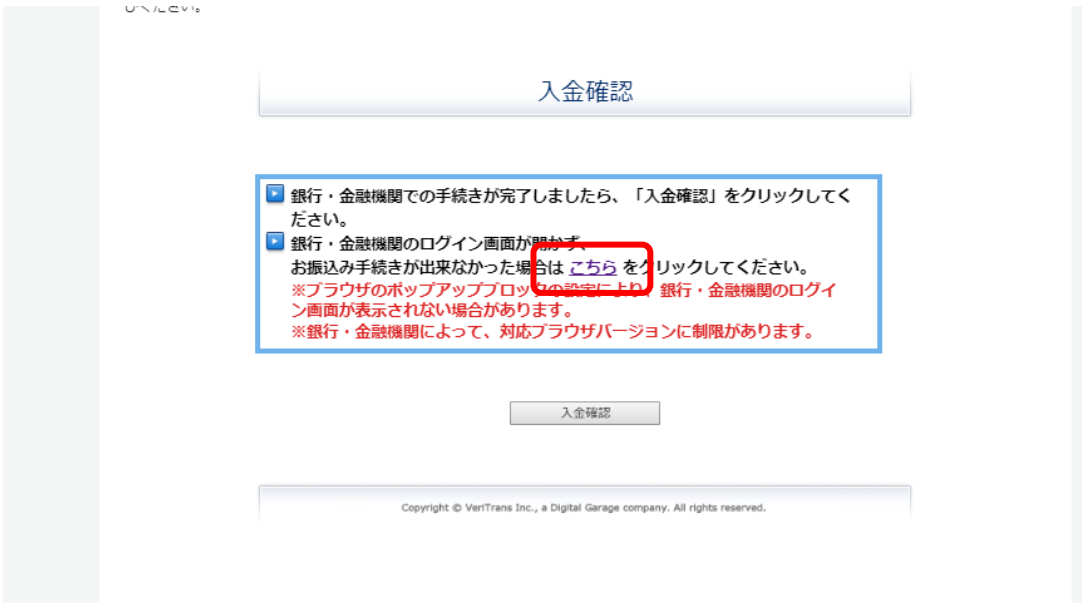 しください。
入金確認
銀行・金融機関での手続きが完了しましたら、「入金確認」をクリックしてく
ださい。
銀行・金融機関のログイン画面が開かず、
お振込み手続きが出来なかった場合は こちら をクリックしてください。
※ブラウザのポップアップブロックの設定により、銀行・金融機関のログイ
ン画面が表示されない場合があります。
※銀行・金融機関によって、対応ブラウザバージョンに制限があります。
入金確認
Copyright © VeriTrans Inc., a Digital Garage company. All rights reserved.